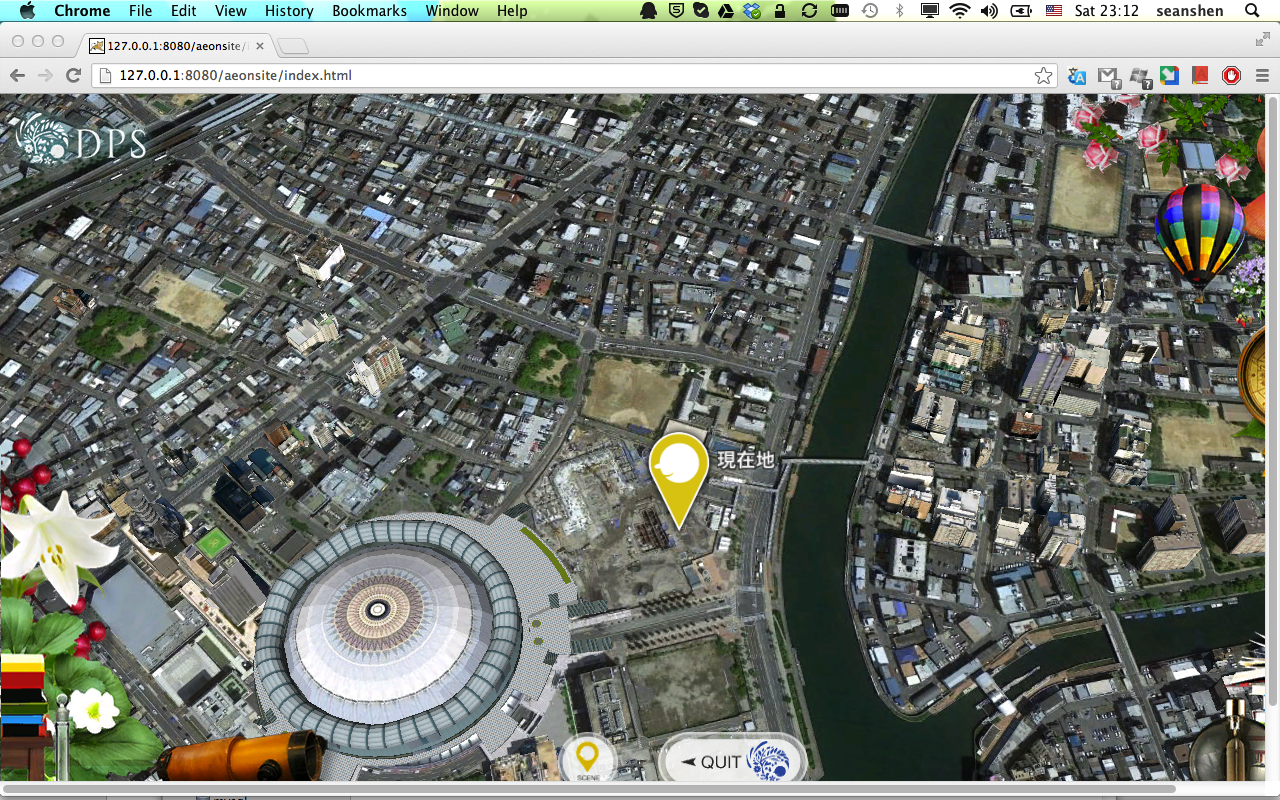 Chrome File Edit View History Bookmarks Window Help Sat 23:12 seanshen
127.0.0.1:8080/aeonsite/
127.0.0.1:8080/aeonsite/index.html
DPS
現在地
SCENE
QUIT